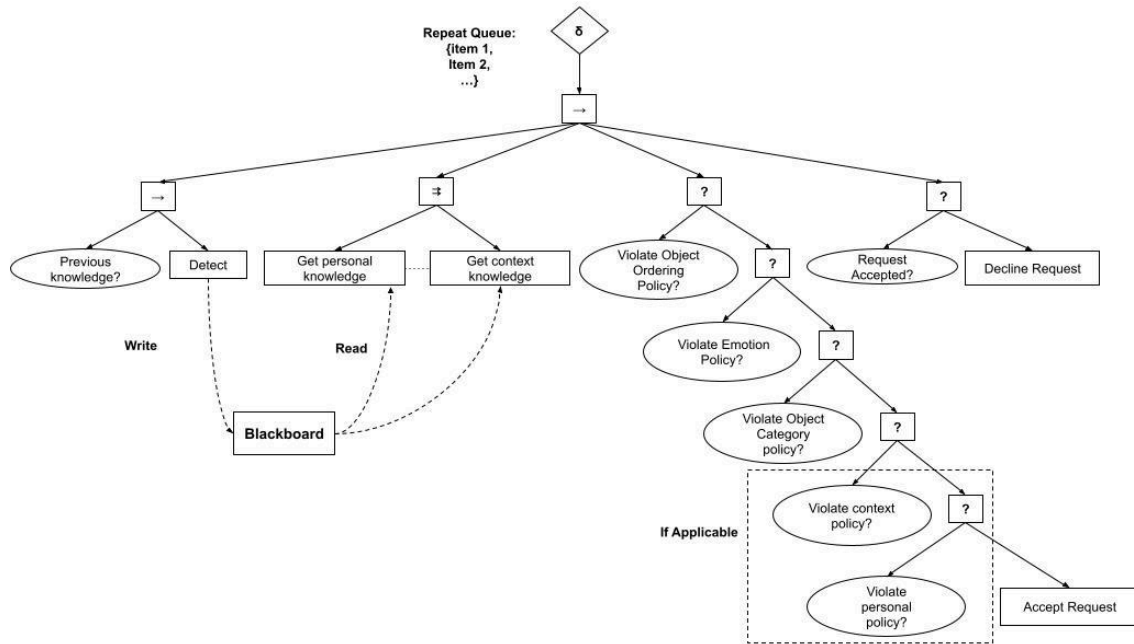 Repeat Queue:
{item 1,
Item 2,
…}
δ
→
→
⇉
?
?
Previous
knowledge?
Detect
Get personal
knowledge
Get context
knowledge
Violate Object
Ordering
Policy?
?
Request
Accepted?
Decline Request
Write
Read
Violate Emotion
Policy?
?
Blackboard
Violate Object
Category
policy?
?
If Applicable
Violate context
policy?
?
Violate
personal
policy?
Accept Request